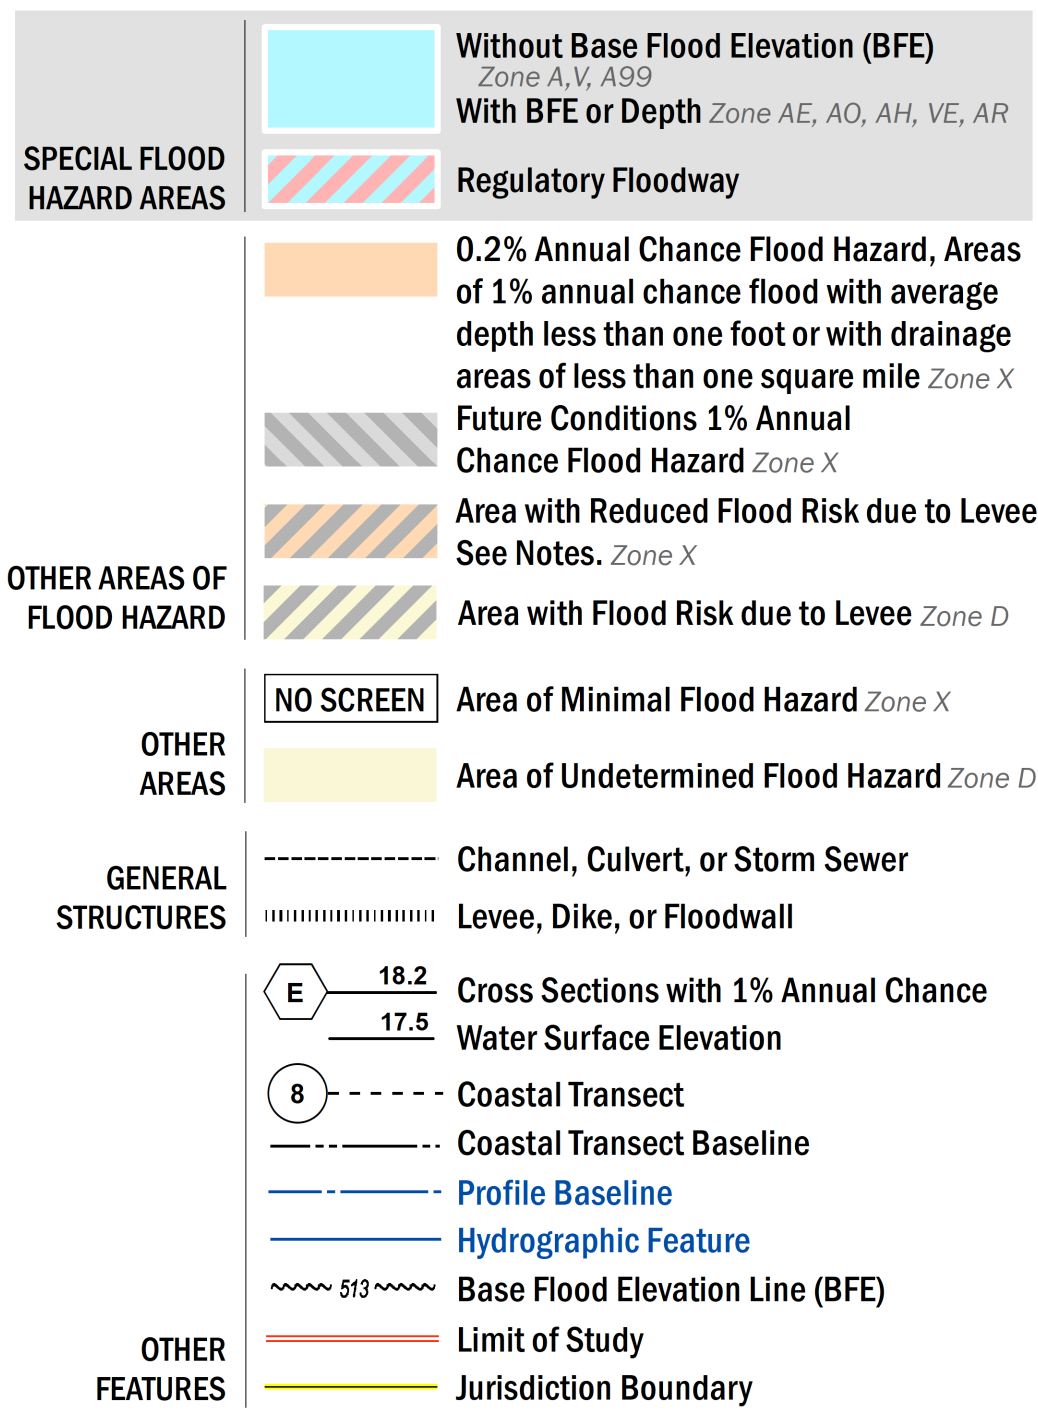 SPECIAL FLOOD
HAZARD AREAS
Without Base Flood Elevation (BFE)
Zone A,V, A99
With BFE or Depth Zone AE, AO, AH, VE, AR
Regulatory Floodway
OTHER AREAS OF
FLOOD HAZARD
0.2% Annual Chance Flood Hazard, Areas
of 1% annual chance flood with average
depth less than one foot or with drainage
areas of less than one square mile Zone X
Future Conditions 1% Annual
Chance Flood Hazard Zone X
Area with Reduced Flood Risk due to Levee
See Notes. Zone X
Area with Flood Risk due to Levee Zone D
OTHER
AREAS
NO SCREEN Area of Minimal Flood Hazard Zone X
Area of Undetermined Flood Hazard Zone D
GENERAL
STRUCTURES
Channel, Culvert, or Storm Sewer
Levee, Dike, or Floodwall
OTHER
FEATURES
E 18.2 Cross Sections with 1% Annual Chance
17.5 Water Surface Elevation
8 Coastal Transect
Coastal Transect Baseline
Profile Baseline
Hydrographic Feature
513 Base Flood Elevation Line (BFE)
Limit of Study
Jurisdiction Boundary